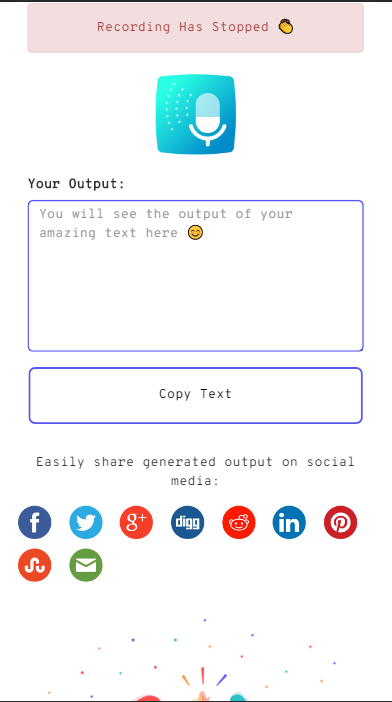 Recording Has Stopped 👏
Your Output:
You will see the output of your
amazing text here 😊
Copy Text
Easily share generated output on social
media:
f g+ digg in